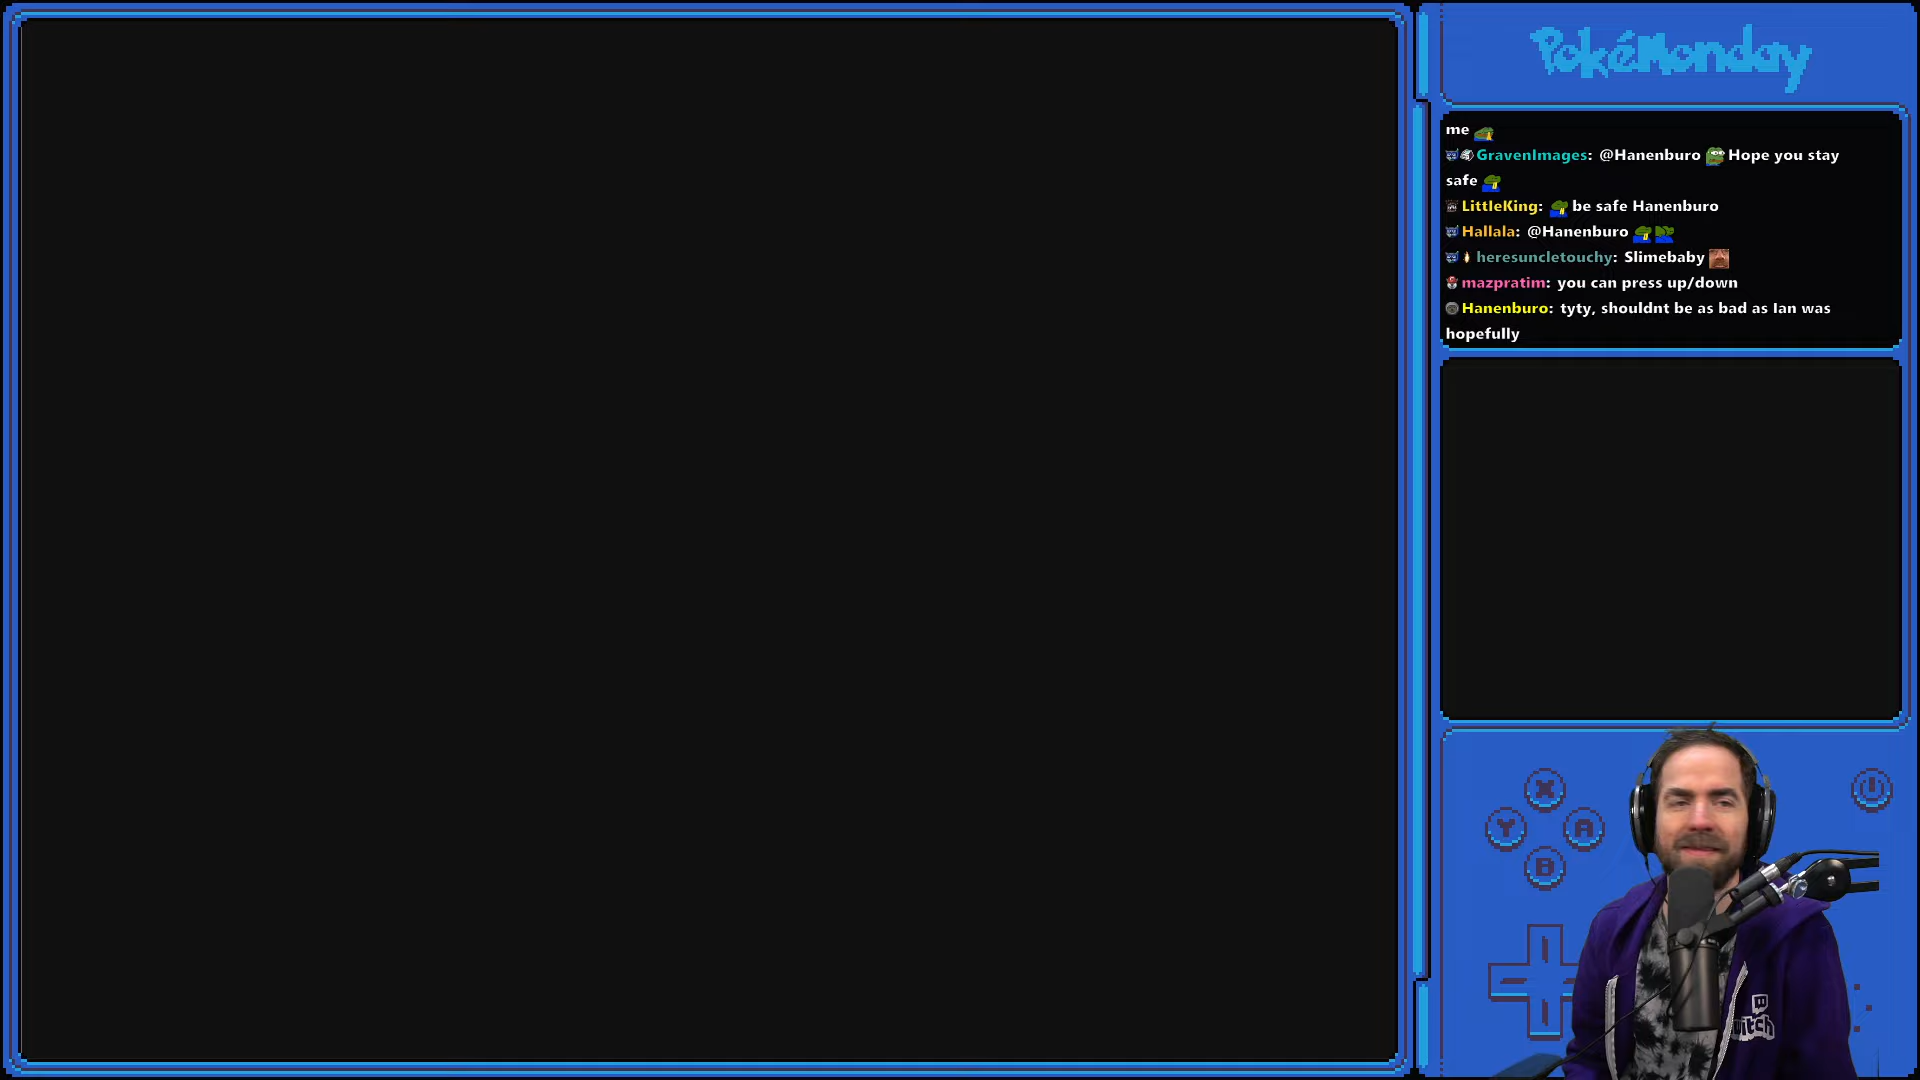 PokéMonday
me
GravenImages: @Hanenburo Hope you stay
safe
LittleKing: be safe Hanenburo
Hallala: @Hanenburo
heresuncletouchy: Slimebaby
mazpratim: you can press up/down
Hanenburo: tyty, shouldnt be as bad as Ian was
hopefully
X
Y A
B
witch